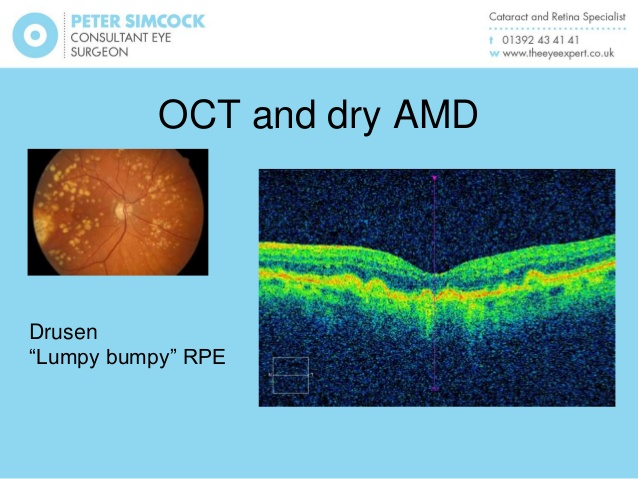 PETER SIMCOCK
CONSULTANT EYE
SURGEON
Cataract and Retina Specialist
t 01392 43 41 41
w www.theeyeexpert.co.uk
OCT and dry AMD
Drusen
“Lumpy bumpy” RPE